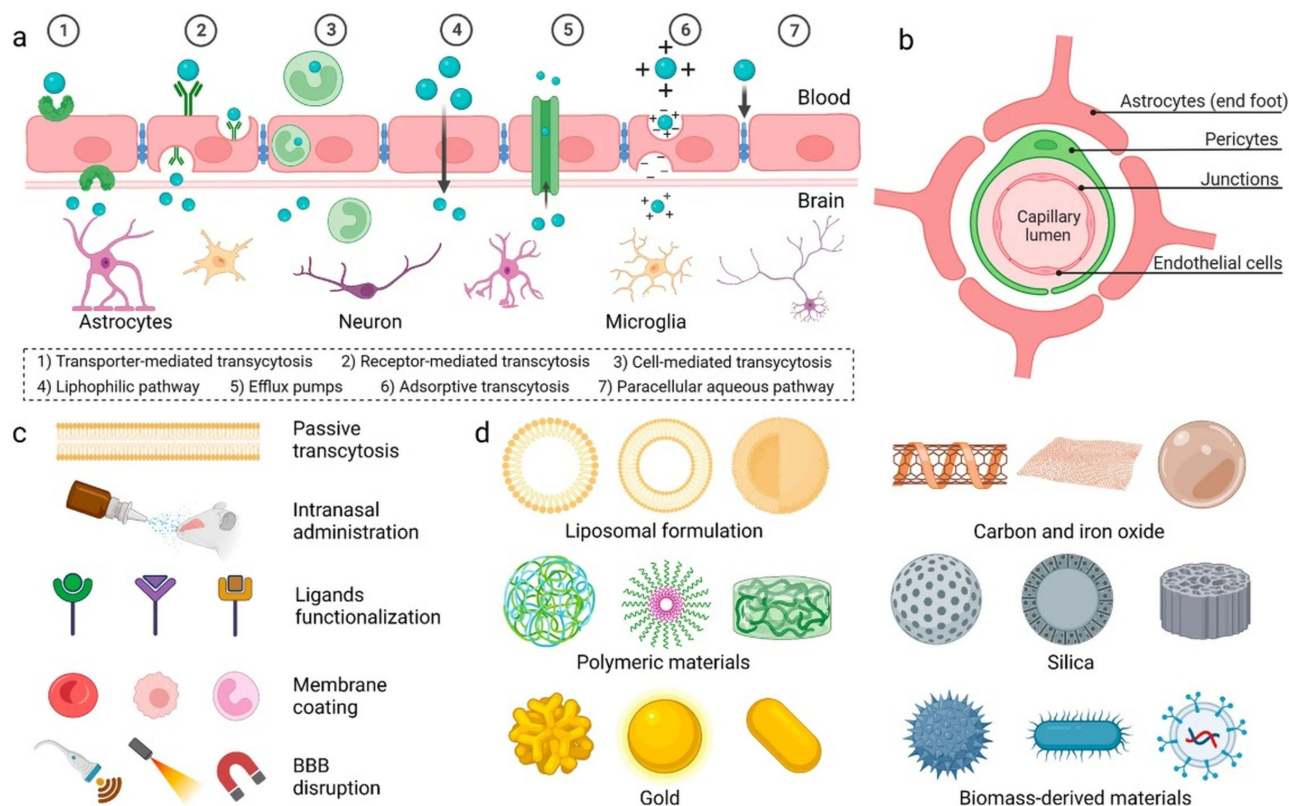 a
1 2 3 4 5 6 7
Blood
Brain
Astrocytes Neuron Microglia
1) Transporter-mediated transycytosis 2) Receptor-mediated transcytosis 3) Cell-mediated transycytosis
4) Liphophilic pathway 5) Efflux pumps 6) Adsorptive transcytosis 7) Paracellular aqueous pathway
b
Astrocytes (end foot)
Pericytes
Junctions
Capillary
lumen
Endothelial cells
c
Passive
transcytosis
Intranasal
administration
Ligands
functionalization
Membrane
coating
BBB
disruption
d
Liposomal formulation
Carbon and iron oxide
Polymeric materials
Silica
Gold
Biomass-derived materials